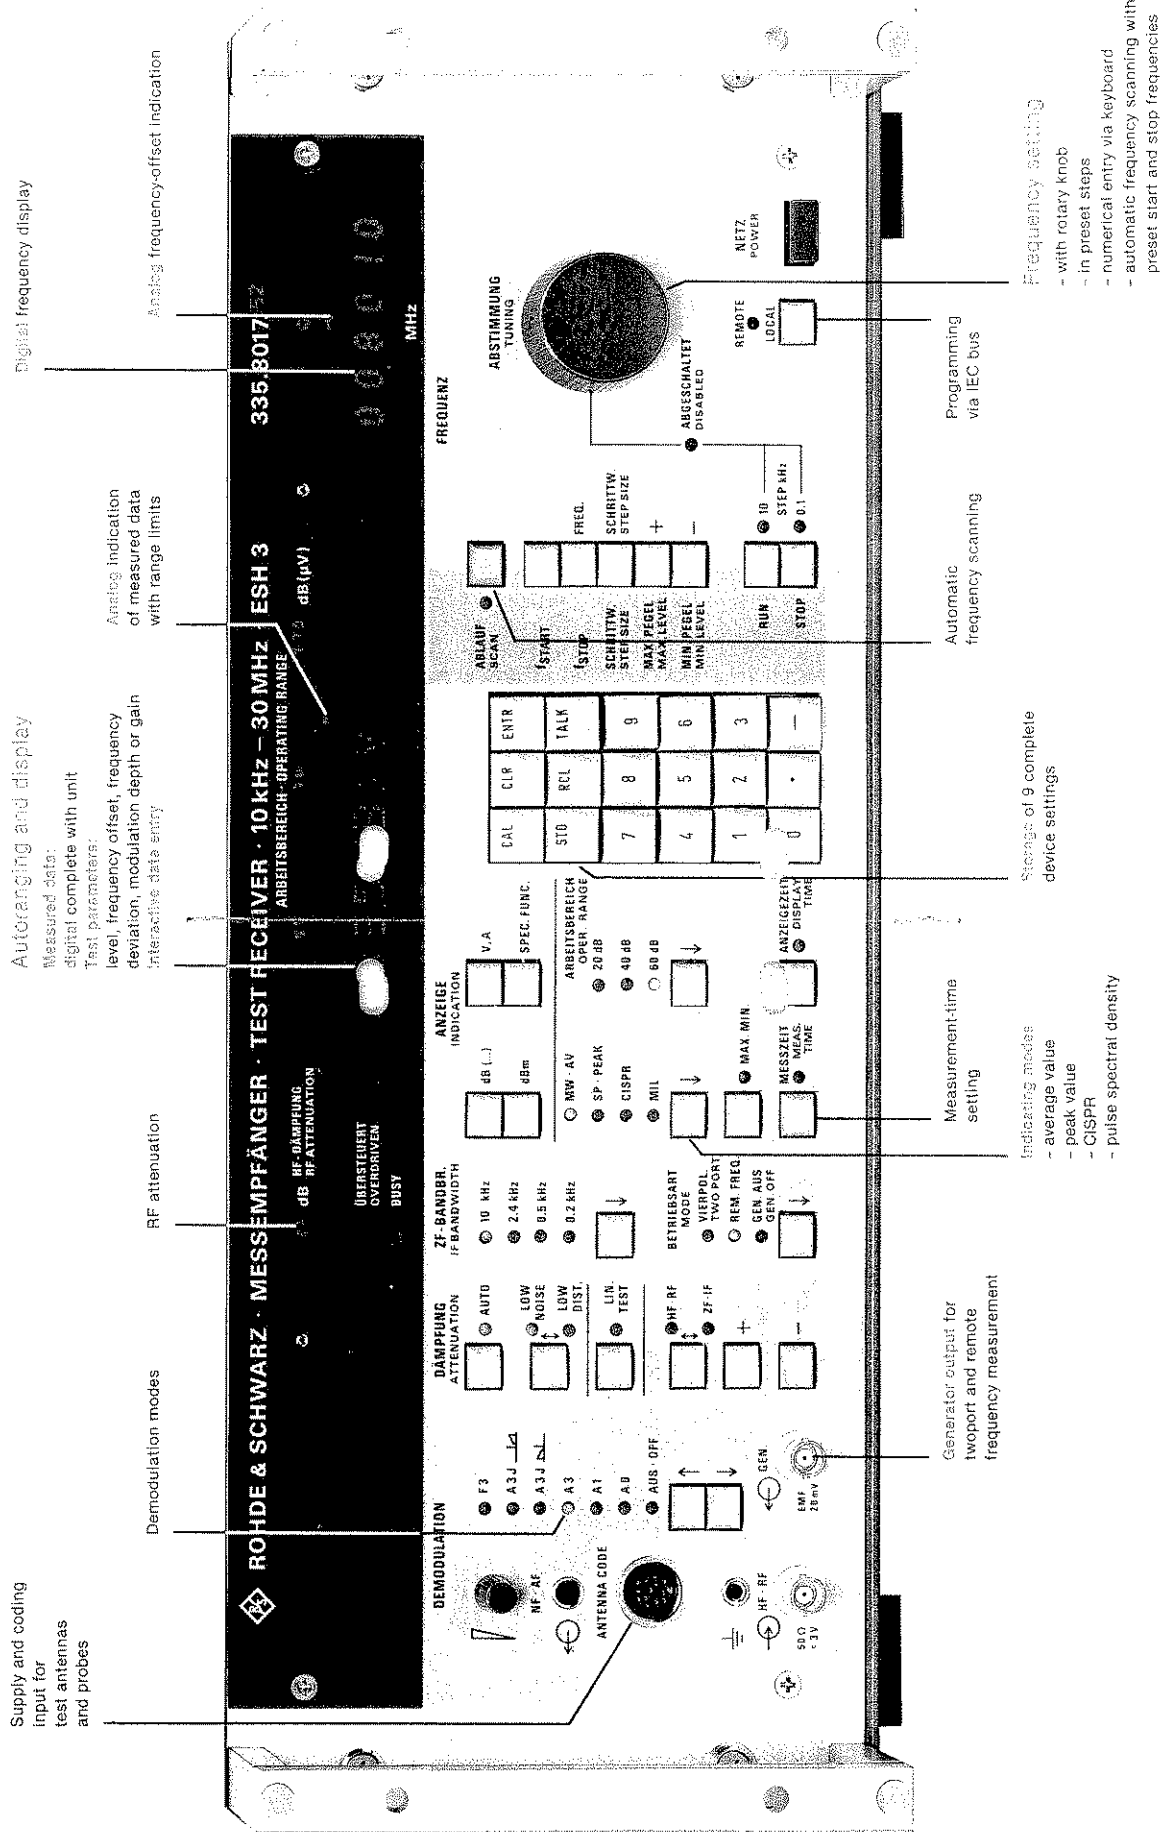 Supply and coding
input for
test antennas
and probes
Demodulation modes
RF attenuation
Autoranging and display
Measured data:
digital complete with unit
Test parameters:
level, frequency offset, frequency
deviation, modulation depth or gain
Interactive data entry
Analog indication
of measured data
with range limits
Digital frequency display
Analog frequency-offset indication
ROHDE & SCHWARZ · MESSEMPFÄNGER · TEST RECEIVER · 10 kHz – 30 MHz ESH 3
335.8017.52
dB HF-DÄMPFUNG
RF ATTENUATION
ARBEITSBEREICH · OPERATING RANGE
dB (µV)
ÜBERSTEUERT
OVERDRIVEN
BUSY
00.80010
MHz
DEMODULATION
F3
A3J
A3J
A3
A1
A0
AUS · OFF
NF · AF
ANTENNA CODE
HF · RF
50 Ω
< 3 V
GEN.
EMF
20 mV
DÄMPFUNG
ATTENUATION
AUTO
LOW
NOISE
LOW
DIST.
LIN.
TEST
HF · RF
ZF · IF
+
–
ZF-BANDBR.
IF BANDWIDTH
10 kHz
2.4 kHz
0.5 kHz
0.2 kHz
BETRIEBSART
MODE
VIERPOL.
TWO PORT
REM. FREQ.
GEN. AUS
GEN. OFF
ANZEIGE
INDICATION
dB (...)
V, A
dBm
SPEC. FUNC.
MW · AV
SP · PEAK
CISPR
MIL
ARBEITSBEREICH
OPER. RANGE
20 dB
40 dB
60 dB
MAX. MIN.
MESSZEIT
MEAS.
TIME
ANZEIGEZEIT
DISPLAY
TIME
CAL CLR ENTR
STO RCL TALK
7 8 9
4 5 6
1 2 3
0 . –
FREQUENZ
ABLAUF
SCAN
fSTART
fSTOP
FREQ.
SCHRITTW.
STEP SIZE
SCHRITTW.
STEP SIZE
MAX. PEGEL
MAX. LEVEL
+
MIN. PEGEL
MIN. LEVEL
–
RUN
10
STEP kHz
STOP
0.1
ABSTIMMUNG
TUNING
ABGESCHALTET
DISABLED
REMOTE
LOCAL
NETZ
POWER
Generator output for
twoport and remote
frequency measurement
Indicating modes
- average value
- peak value
- CISPR
- pulse spectral density
Measurement-time
setting
Storage of 9 complete
device settings
Automatic
frequency scanning
Programming
via IEC bus
Frequency setting
- with rotary knob
- in preset steps
- numerical entry via keyboard
- automatic frequency scanning with
preset start and stop frequencies